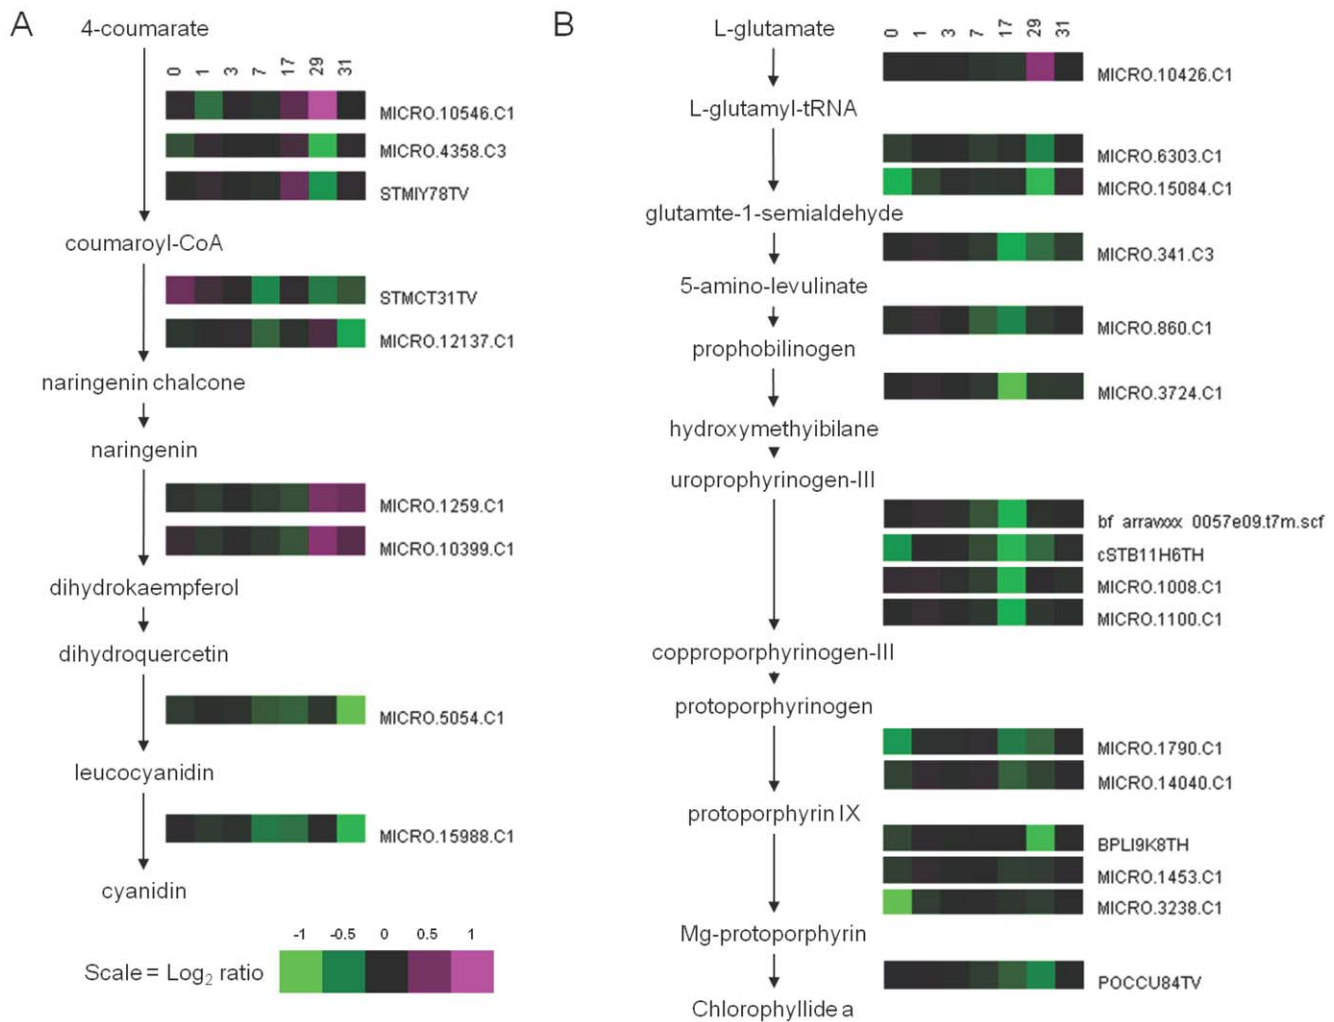 A
4-coumarate
0 1 3 7 17 29 31
MICRO.10546.C1
MICRO.4358.C3
STMIY78TV
coumaroyl-CoA
STMCT31TV
MICRO.12137.C1
naringenin chalcone
naringenin
MICRO.1259.C1
MICRO.10399.C1
dihydrokaempferol
dihydroquercetin
MICRO.5054.C1
leucocyanidin
MICRO.15988.C1
cyanidin
-1 -0.5 0 0.5 1
Scale = Log2 ratio
B
L-glutamate
0 1 3 7 17 29 31
MICRO.10426.C1
L-glutamyl-tRNA
MICRO.6303.C1
MICRO.15084.C1
glutamte-1-semialdehyde
MICRO.341.C3
5-amino-levulinate
MICRO.860.C1
prophobilinogen
MICRO.3724.C1
hydroxymethyibilane
uroprophyrinogen-III
bf arravxxx 0057e09.t7m.scf
cSTB11H6TH
MICRO.1008.C1
MICRO.1100.C1
copproporphyrinogen-III
protoporphyrinogen
MICRO.1790.C1
MICRO.14040.C1
protoporphyrin IX
BPLI9K8TH
MICRO.1453.C1
MICRO.3238.C1
Mg-protoporphyrin
POCCU84TV
Chlorophyllide a